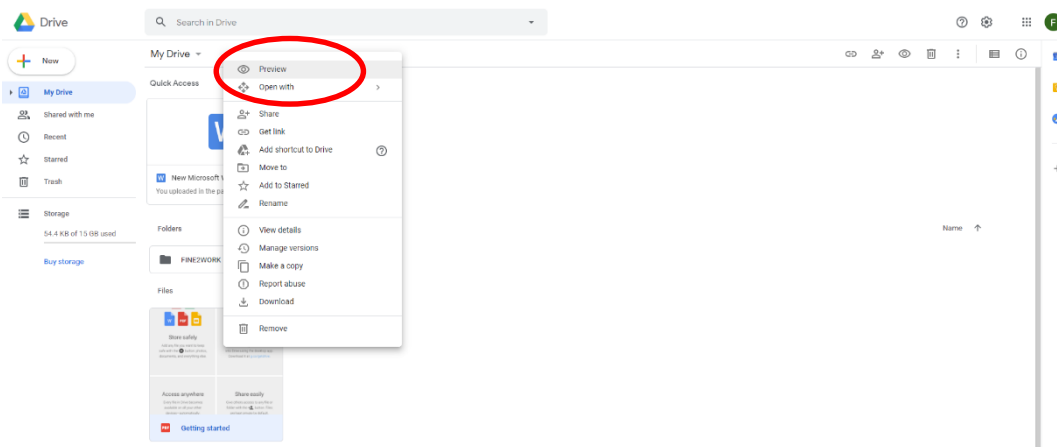 Drive
Search in Drive
F
New
My Drive
Preview
Open with
Quick Access
My Drive
Shared with me
Share
Recent
Get link
Starred
Add shortcut to Drive
Trash
Move to
New Microsoft
Add to Starred
You uploaded in the pa
Rename
Storage
54.4 KB of 15 GB used
Folders
View details
Name
Manage versions
Buy storage
FINE2WORK
Make a copy
Report abuse
Files
Download
Remove
Share safely
Access anywhere
Share easily
Getting started